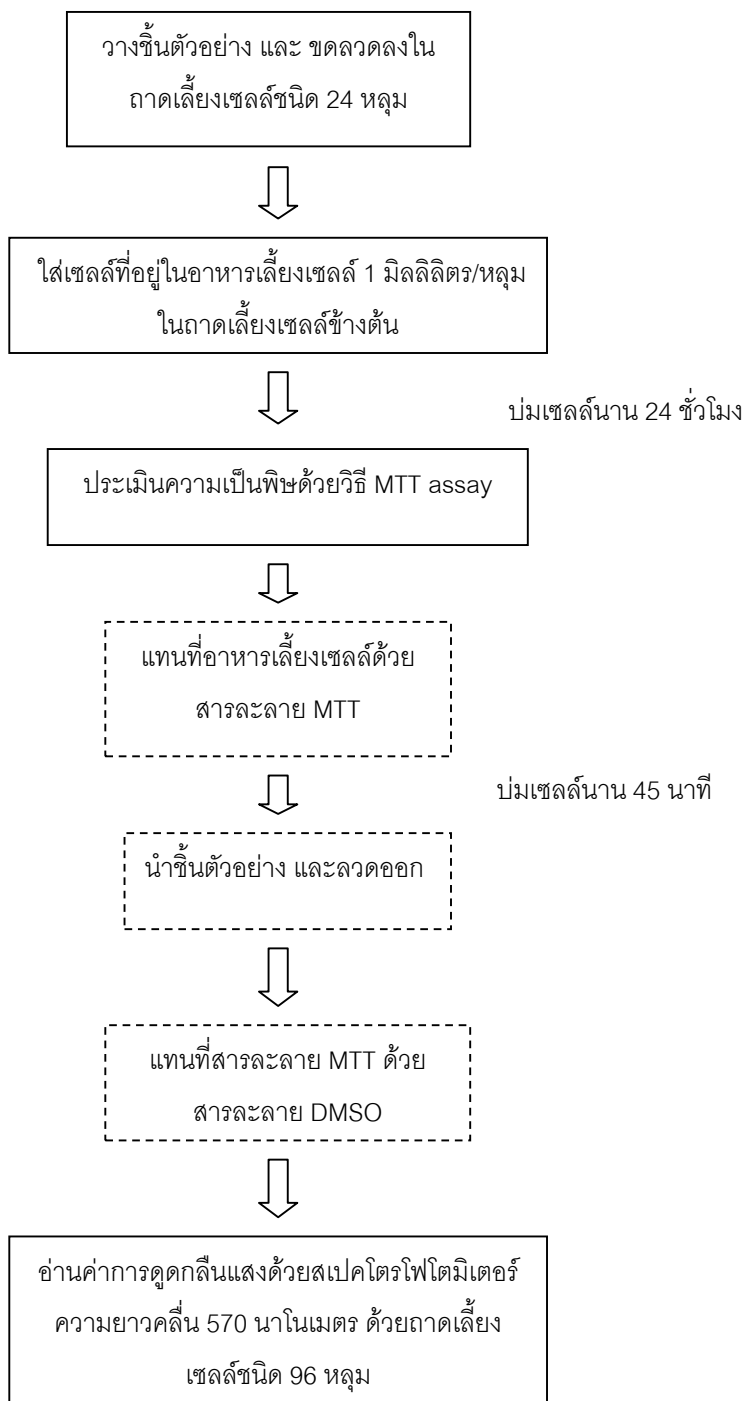 วางชิ้นตัวอย่าง และ ขดลวดลงใน
ถาดเลี้ยงเซลล์ชนิด 24 หลุม
ใส่เซลล์ที่อยู่ในอาหารเลี้ยงเซลล์ 1 มิลลิลิตร/หลุม
ในถาดเลี้ยงเซลล์ข้างต้น
บ่มเซลล์นาน 24 ชั่วโมง
ประเมินความเป็นพิษด้วยวิธี MTT assay
แทนที่อาหารเลี้ยงเซลล์ด้วย
สารละลาย MTT
บ่มเซลล์นาน 45 นาที
นำชิ้นตัวอย่าง และลวดออก
แทนที่สารละลาย MTT ด้วย
สารละลาย DMSO
อ่านค่าการดูดกลืนแสงด้วยสเปคโตรโฟโตมิเตอร์
ความยาวคลื่น 570 นาโนเมตร ด้วยถาดเลี้ยง
เซลล์ชนิด 96 หลุม